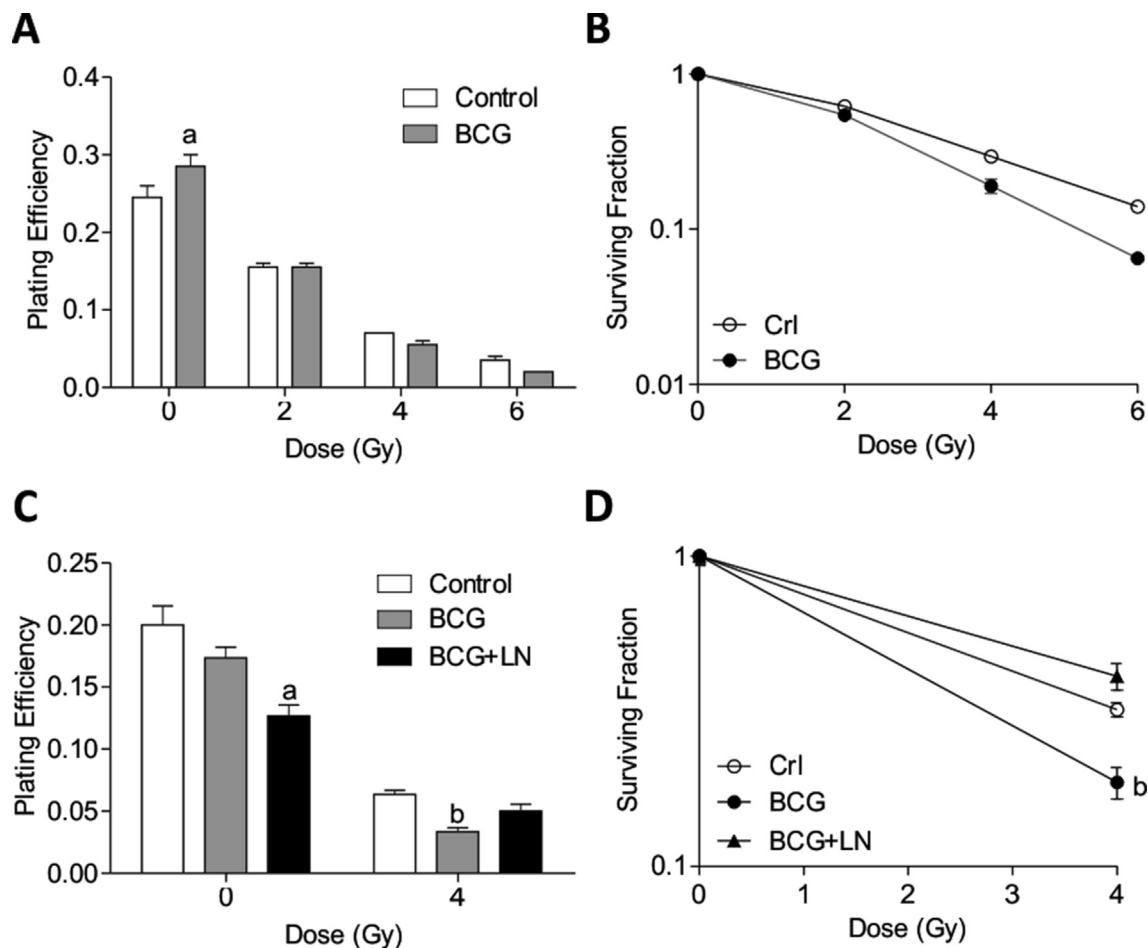 A
Plating Efficiency
0.4
0.3
0.2
0.1
0.0
a
Control
BCG
0 2 4 6
Dose (Gy)
B
Surviving Fraction
1
0.1
0.01
Crl
BCG
0 2 4 6
Dose (Gy)
C
Plating Efficiency
0.25
0.20
0.15
0.10
0.05
0.00
Control
BCG
BCG+LN
a
b
0 4
Dose (Gy)
D
Surviving Fraction
1
0.1
Crl
BCG
BCG+LN
b
0 1 2 3 4
Dose (Gy)